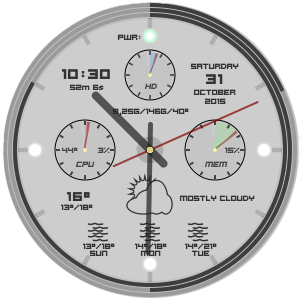 PWR:
HD
SATURDAY
31
OCTOBER
2015
10:30
52m 6s
8.25G/146G/40°
44° 3%
CPU
15%
MEM
16°
13°/18°
MOSTLY CLOUDY
13°/18° 14°/18° 14°/21°
SUN MON TUE